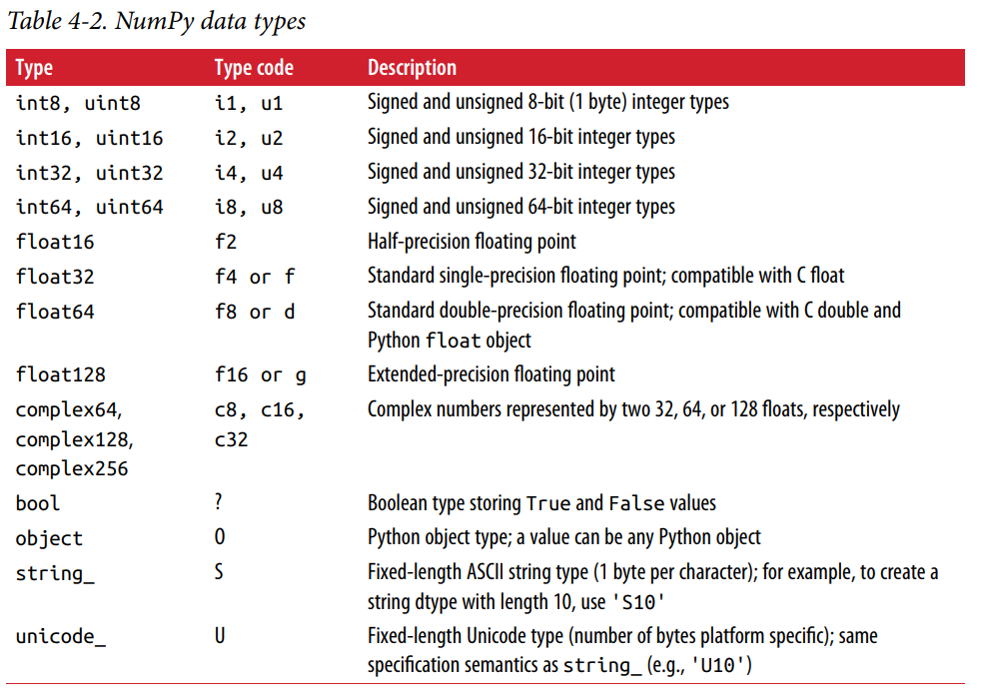 Table 4-2. NumPy data types
Type Type code Description
int8, uint8 i1, u1 Signed and unsigned 8-bit (1 byte) integer types
int16, uint16 i2, u2 Signed and unsigned 16-bit integer types
int32, uint32 i4, u4 Signed and unsigned 32-bit integer types
int64, uint64 i8, u8 Signed and unsigned 64-bit integer types
float16 f2 Half-precision floating point
float32 f4 or f Standard single-precision floating point; compatible with C float
float64 f8 or d Standard double-precision floating point; compatible with C double and
Python float object
float128 f16 or g Extended-precision floating point
complex64, c8, c16, Complex numbers represented by two 32, 64, or 128 floats, respectively
complex128, c32
complex256
bool ? Boolean type storing True and False values
object O Python object type; a value can be any Python object
string_ S Fixed-length ASCII string type (1 byte per character); for example, to create a
string dtype with length 10, use 'S10'
unicode_ U Fixed-length Unicode type (number of bytes platform specific); same
specification semantics as string_ (e.g., 'U10')